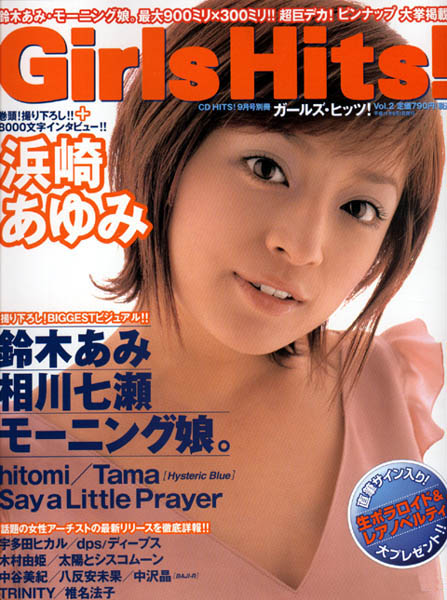 鈴木あみ・モーニング娘。最大900ミリ×300ミリ!! 超巨デカ! ピンナップ 大挙掲載
Girls Hits!
CD HITS! 9月号別冊 ガールズ・ヒッツ! Vol.2/定価790円
巻頭!撮り下ろし!!+
8000文字インタビュー!!
浜崎
あゆみ
撮り下ろし!BIGGESTビジュアル!!
鈴木あみ
相川七瀬
モーニング娘。
hitomi/Tama [Hysteric Blue]
Say a Little Prayer
話題の女性アーチストの最新リリースを徹底詳報!!
宇多田ヒカル/dps/ディープス
木村由姫/太陽とシスコムーン
中谷美紀/八反安未果/中沢晶[BAJI-R]
TRINITY/椎名法子
直筆サイン入り!
生ポラロイド&
レアノベルティ
大プレゼント!!